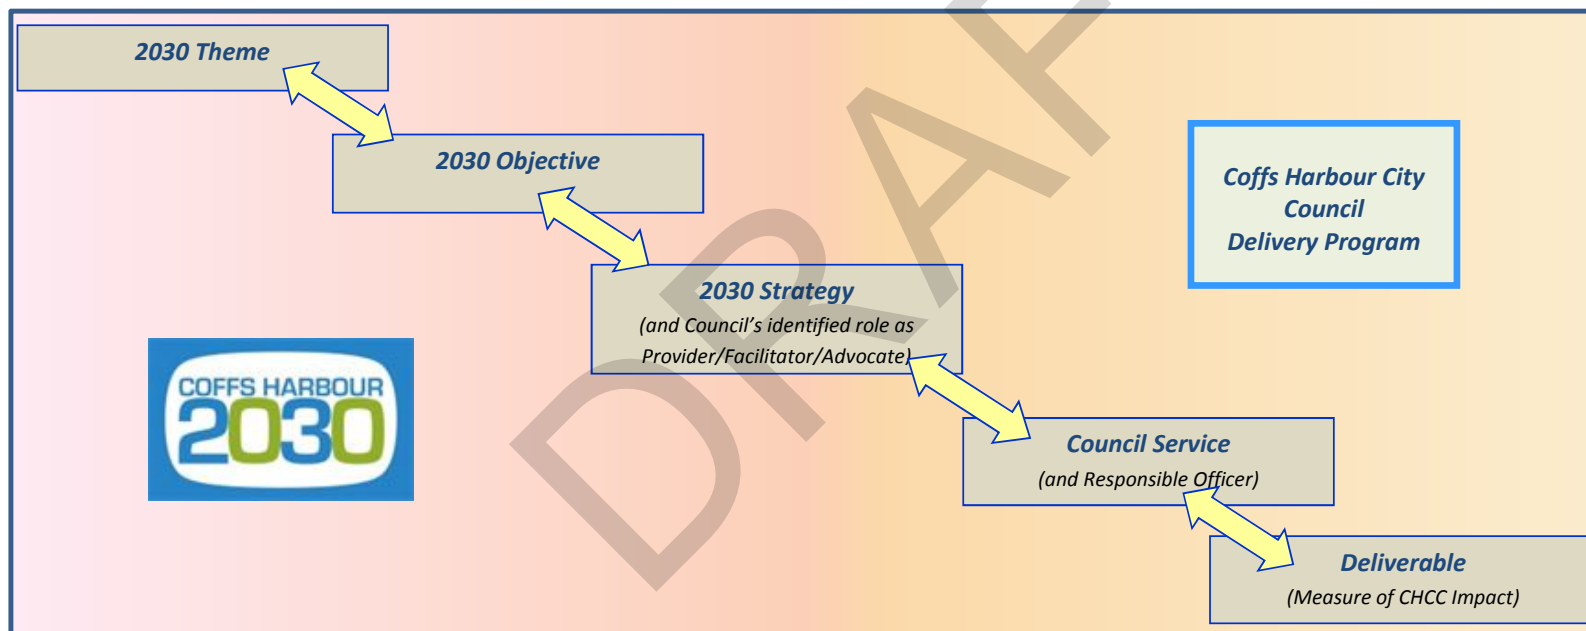 2030 Theme
2030 Objective
Coffs Harbour City
Council
Delivery Program
2030 Strategy
(and Council's identified role as
Provider/Facilitator/Advocate)
COFFS HARBOUR
2030
Council Service
(and Responsible Officer)
Deliverable
(Measure of CHCC Impact)
DRAF